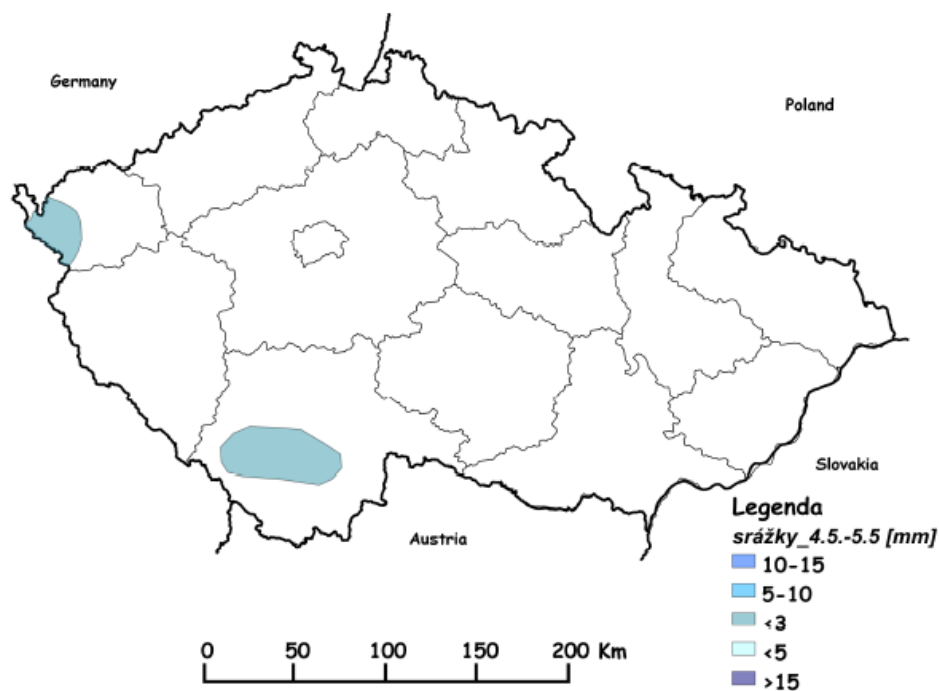 Germany
Poland
Slovakia
Austria
Legenda
srážky_4.5.-5.5 [mm]
10-15
5-10
<3
<5
>15
0 50 100 150 200 Km